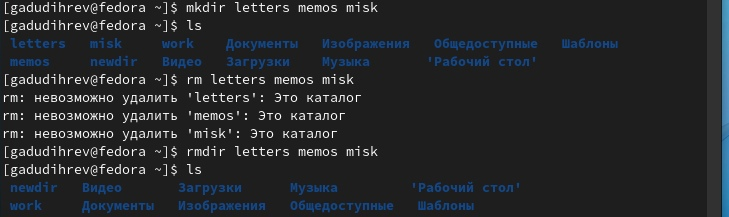 [gadudihrev@fedora ~]$ mkdir letters memos misk
[gadudihrev@fedora ~]$ ls
letters misk work Документы Изображения Общедоступные Шаблоны
memos newdir Видео Загрузки Музыка 'Рабочий стол'
[gadudihrev@fedora ~]$ rm letters memos misk
rm: невозможно удалить 'letters': Это каталог
rm: невозможно удалить 'memos': Это каталог
rm: невозможно удалить 'misk': Это каталог
[gadudihrev@fedora ~]$ rmdir letters memos misk
[gadudihrev@fedora ~]$ ls
newdir Видео Загрузки Музыка 'Рабочий стол'
work Документы Изображения Общедоступные Шаблоны